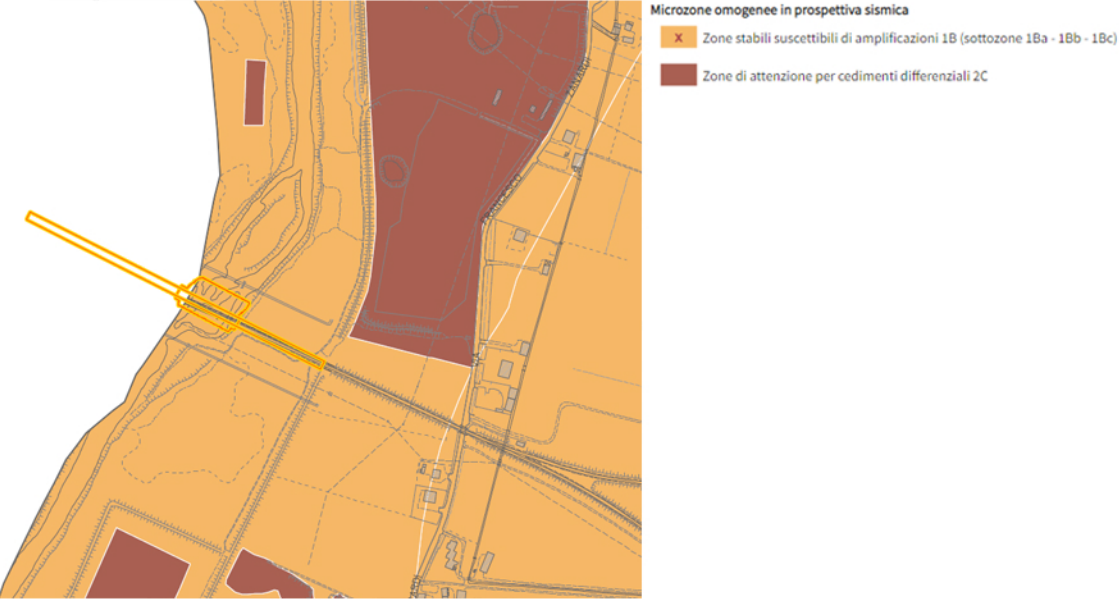 Microzone omogenee in prospettiva sismica
X Zone stabili suscettibili di amplificazioni 1B (sottozone 1Ba - 1Bb - 1Bc)
Zone di attenzione per cedimenti differenziali 2C